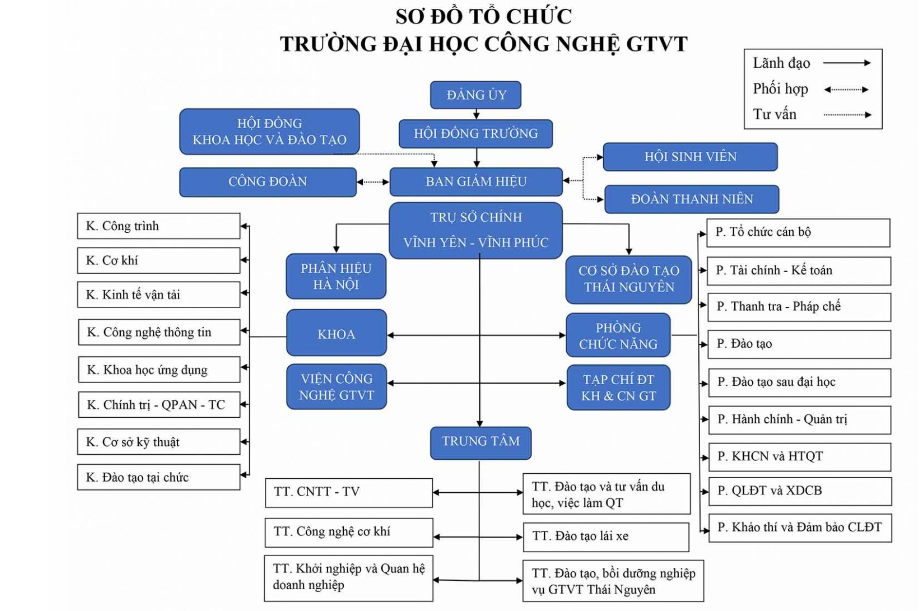 SƠ ĐỒ TỔ CHỨC
TRƯỜNG ĐẠI HỌC CÔNG NGHỆ GTVT
Lãnh đạo
Phối hợp
Tư vấn
ĐẢNG ỦY
HỘI ĐỒNG
KHOA HỌC VÀ ĐÀO TẠO
HỘI ĐỒNG TRƯỜNG
CÔNG ĐOÀN
BAN GIÁM HIỆU
HỘI SINH VIÊN
ĐOÀN THANH NIÊN
TRỤ SỞ CHÍNH
VĨNH YÊN - VĨNH PHÚC
PHÂN HIỆU
HÀ NỘI
CƠ SỞ ĐÀO TẠO
THÁI NGUYÊN
KHOA
PHÒNG
CHỨC NĂNG
VIỆN CÔNG
NGHỆ GTVT
TẠP CHÍ ĐT
KH & CN GT
TRUNG TÂM
K. Công trình
K. Cơ khí
K. Kinh tế vận tải
K. Công nghệ thông tin
K. Khoa học ứng dụng
K. Chính trị - QPAN - TC
K. Cơ sở kỹ thuật
K. Đào tạo tại chức
P. Tổ chức cán bộ
P. Tài chính - Kế toán
P. Thanh tra - Pháp chế
P. Đào tạo
P. Đào tạo sau đại học
P. Hành chính - Quản trị
P. KHCN và HTQT
P. QLĐT và XDCB
P. Khảo thí và Đảm bảo CLĐT
TT. CNTT - TV
TT. Đào tạo và tư vấn du
học, việc làm QT
TT. Công nghệ cơ khí
TT. Đào tạo lái xe
TT. Khởi nghiệp và Quan hệ
doanh nghiệp
TT. Đào tạo, bồi dưỡng nghiệp
vụ GTVT Thái Nguyên